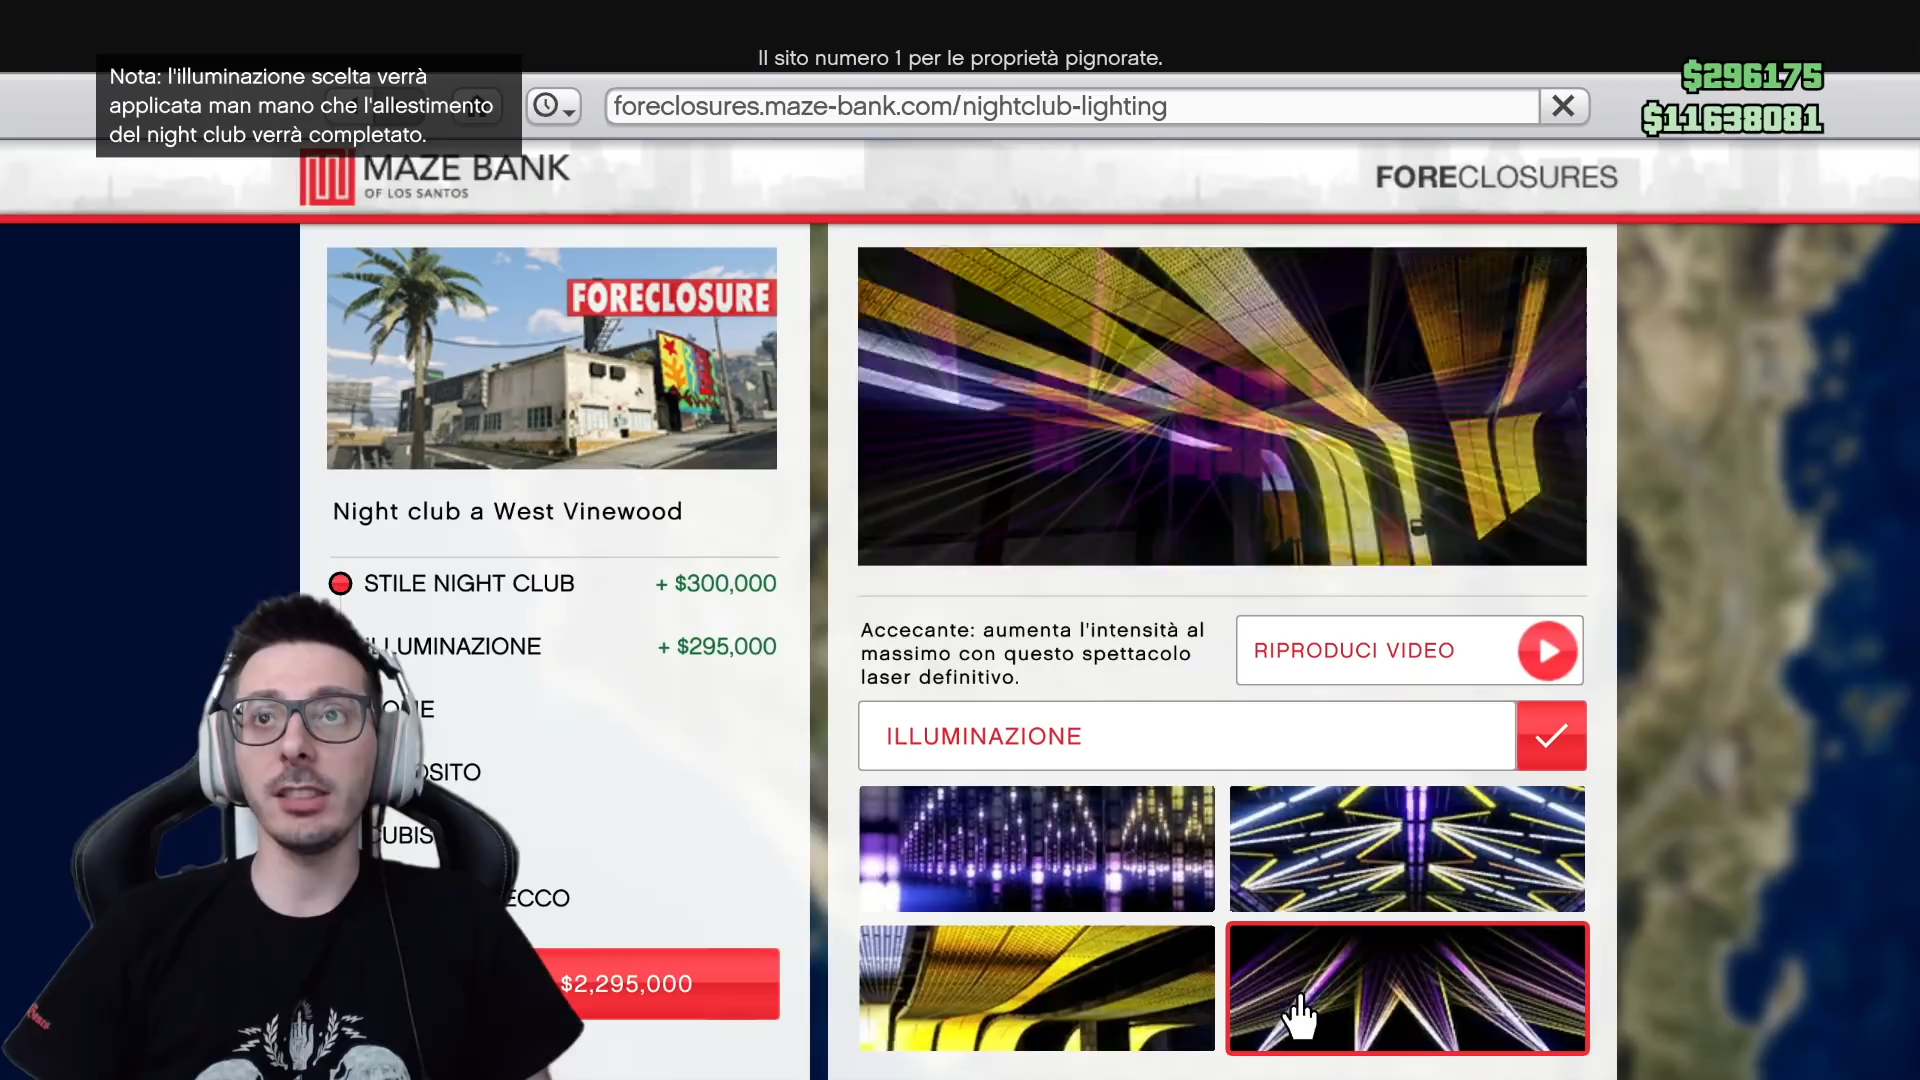 Il sito numero 1 per le proprietà pignorate.
Nota: l'illuminazione scelta verrà
applicata man mano che l'allestimento
del night club verrà completato.
foreclosures.maze-bank.com/nightclub-lighting
$296175
$11638081
MAZE BANK
OF LOS SANTOS
FORECLOSURES
FORECLOSURE
Night club a West Vinewood
STILE NIGHT CLUB + $300,000
ILLUMINAZIONE + $295,000
$2,295,000
Accecante: aumenta l'intensità al
massimo con questo spettacolo
laser definitivo.
RIPRODUCI VIDEO
ILLUMINAZIONE